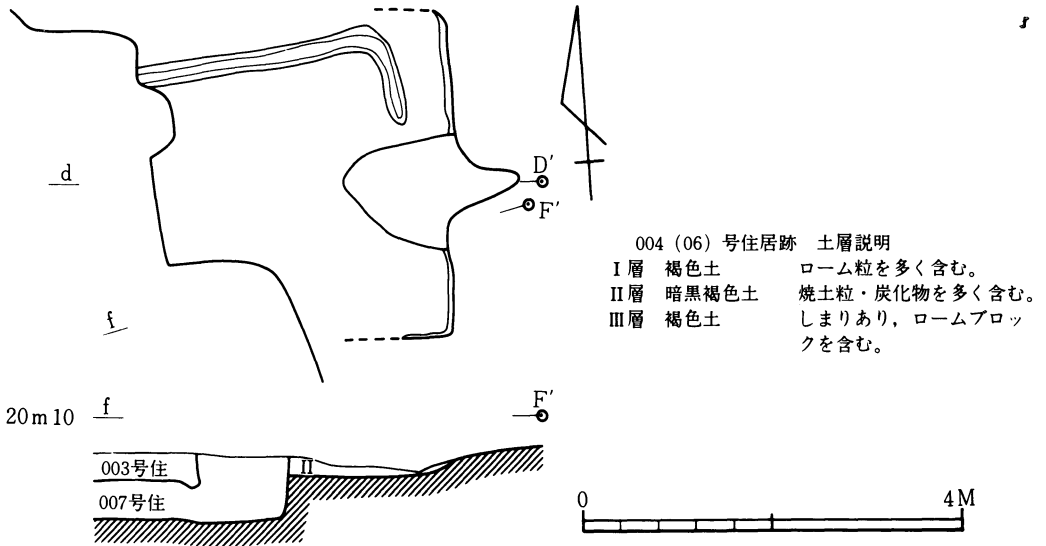 d
D′
F′
f
004（06）号住居跡　土層説明
I層　褐色土　ローム粒を多く含む。
II層　暗黒褐色土　焼土粒・炭化物を多く含む。
III層　褐色土　しまりあり，ロームブロッ
クを含む。
20m10　f　F′
003号住
II
007号住
0　4M